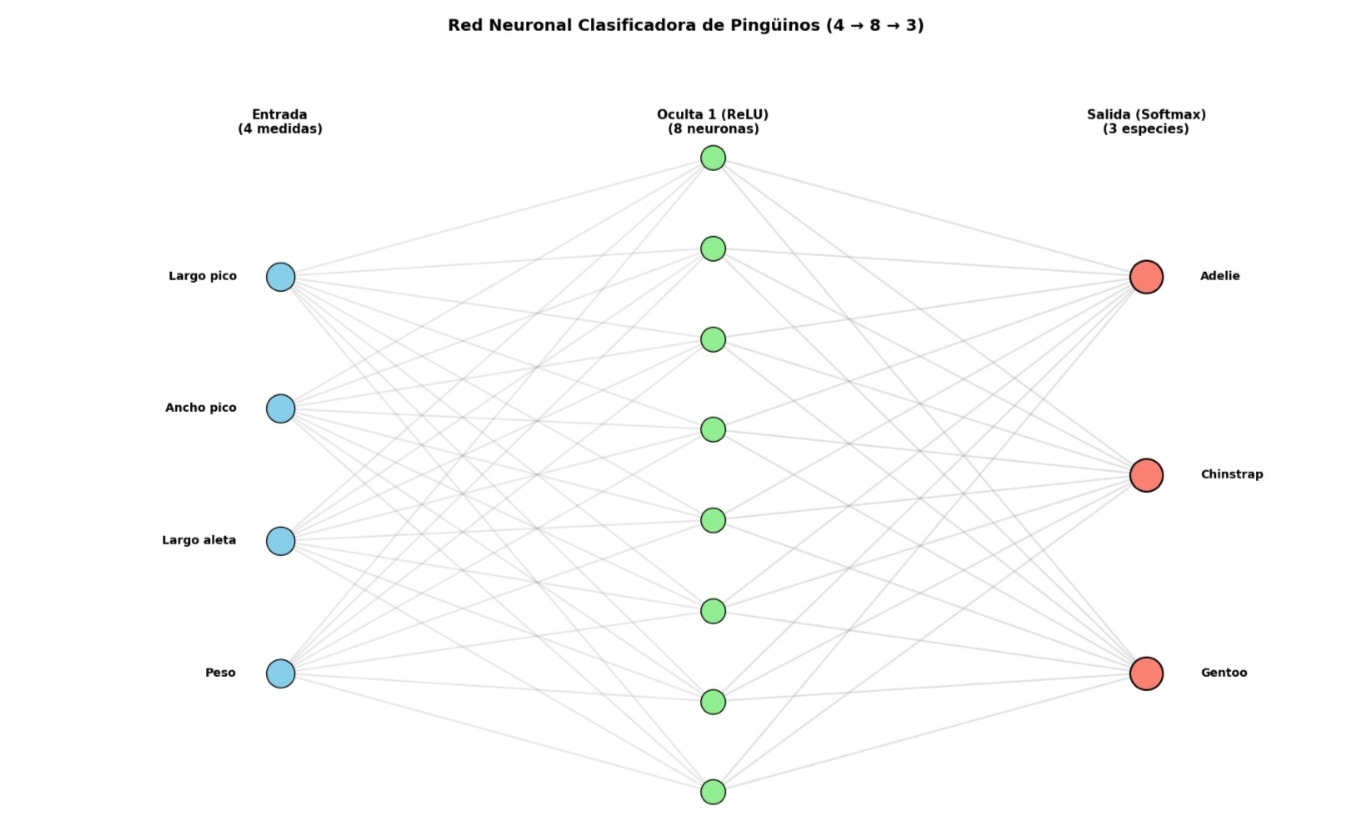 Red Neuronal Clasificadora de Pingüinos (4 → 8 → 3)
Entrada
(4 medidas)
Oculta 1 (ReLU)
(8 neuronas)
Salida (Softmax)
(3 especies)
Largo pico
Adelie
Ancho pico
Chinstrap
Largo aleta
Peso
Gentoo